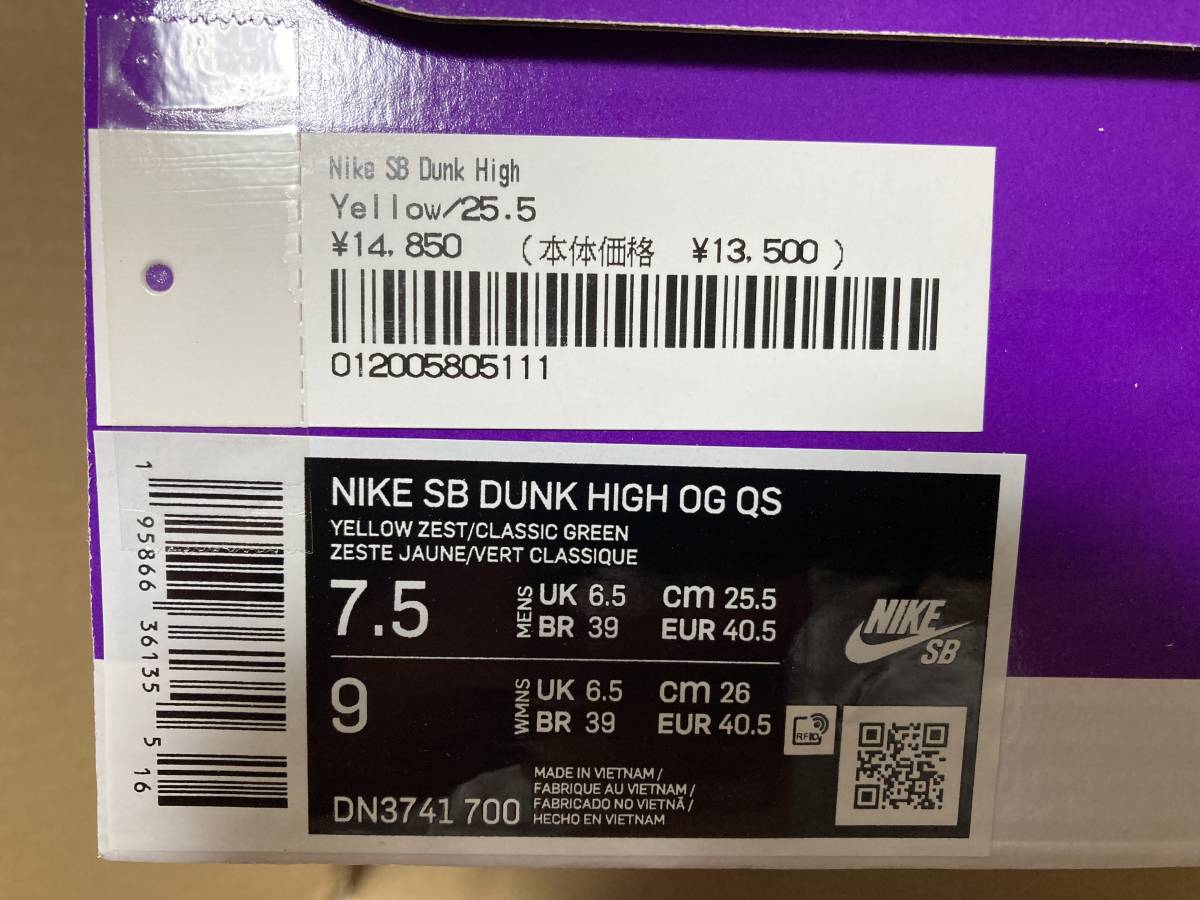 Nike SB Dunk High
Yellow/25.5
¥14,850 (本体価格 ¥13,500 )
012005805111
1 95866 36135 5 16
NIKE SB DUNK HIGH OG QS
YELLOW ZEST/CLASSIC GREEN
ZESTE JAUNE/VERT CLASSIQUE
7.5 MENS UK 6.5 cm 25.5
BR 39 EUR 40.5
9 WMNS UK 6.5 cm 26
BR 39 EUR 40.5
NIKE
SB
RFID
DN3741 700
MADE IN VIETNAM /
FABRIQUE AU VIETNAM /
FABRICADO NO VIETNÃ /
HECHO EN VIETNAM